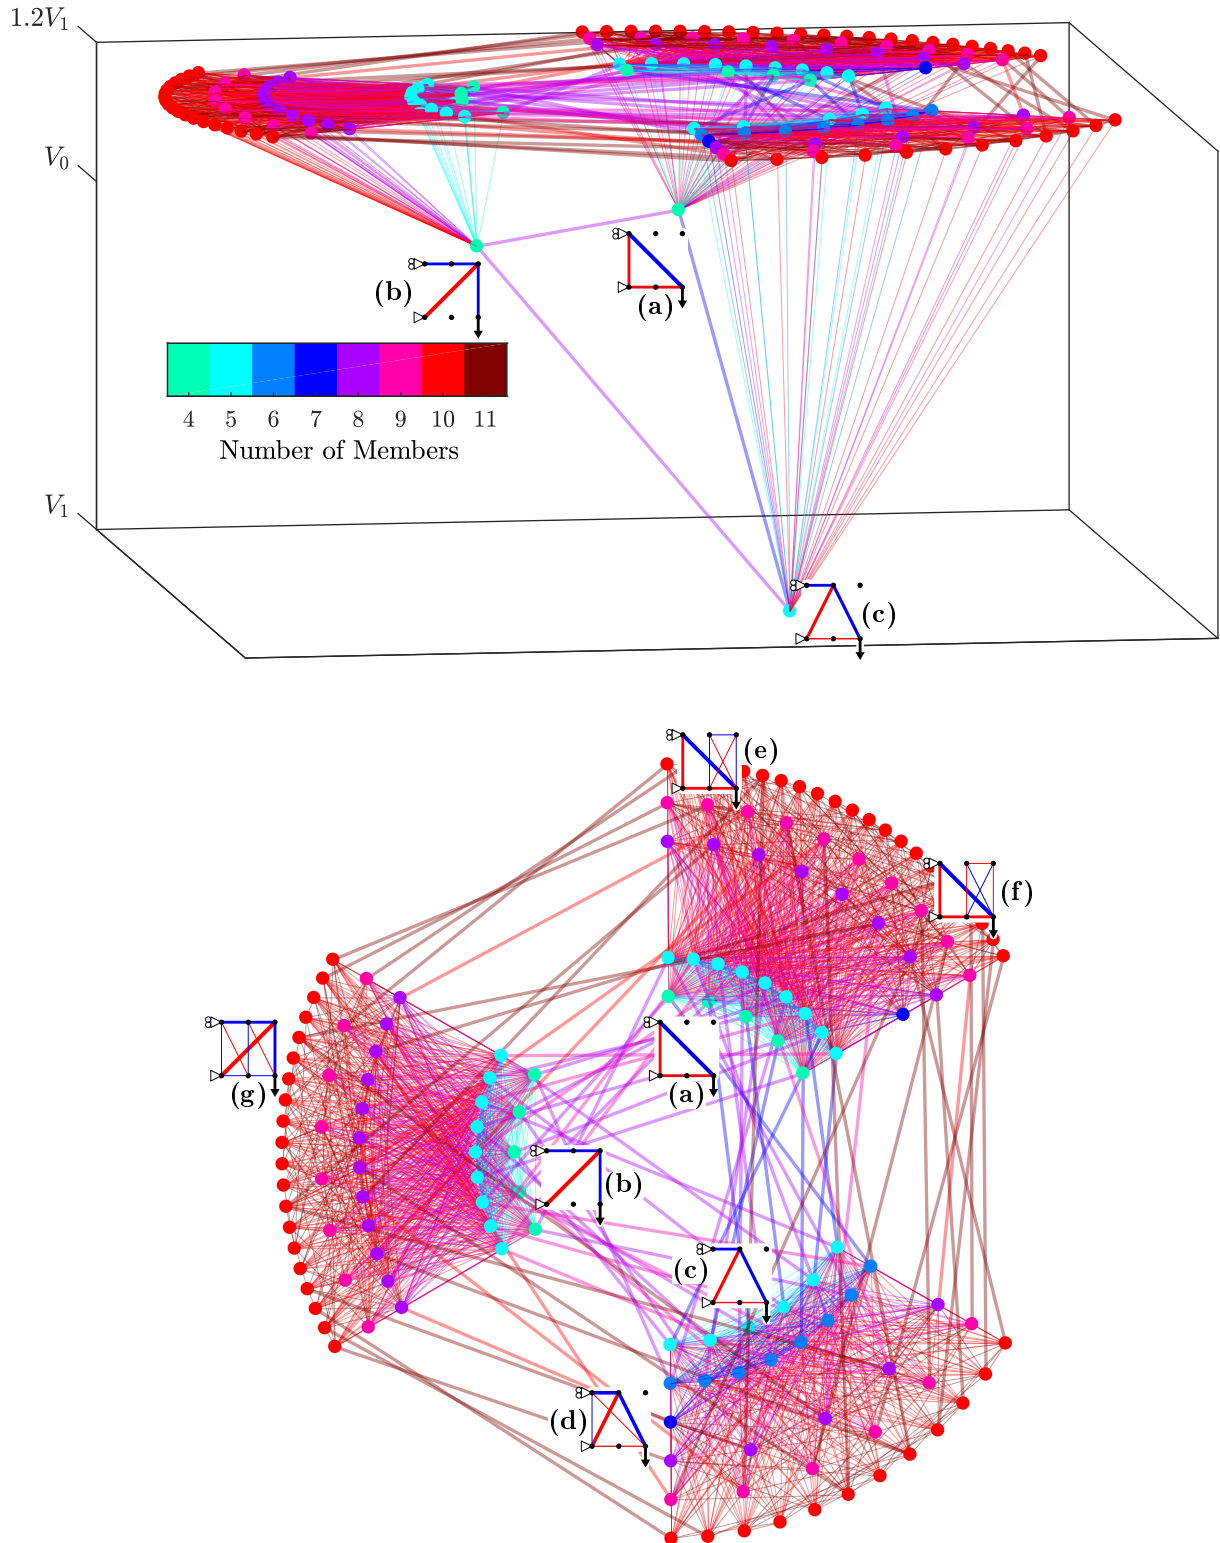 1.2V₁
V₀
(b)
(a)
4 5 6 7 8 9 10 11
Number of Members
V₁
(c)
(e)
(f)
(g)
(a)
(b)
(c)
(d)